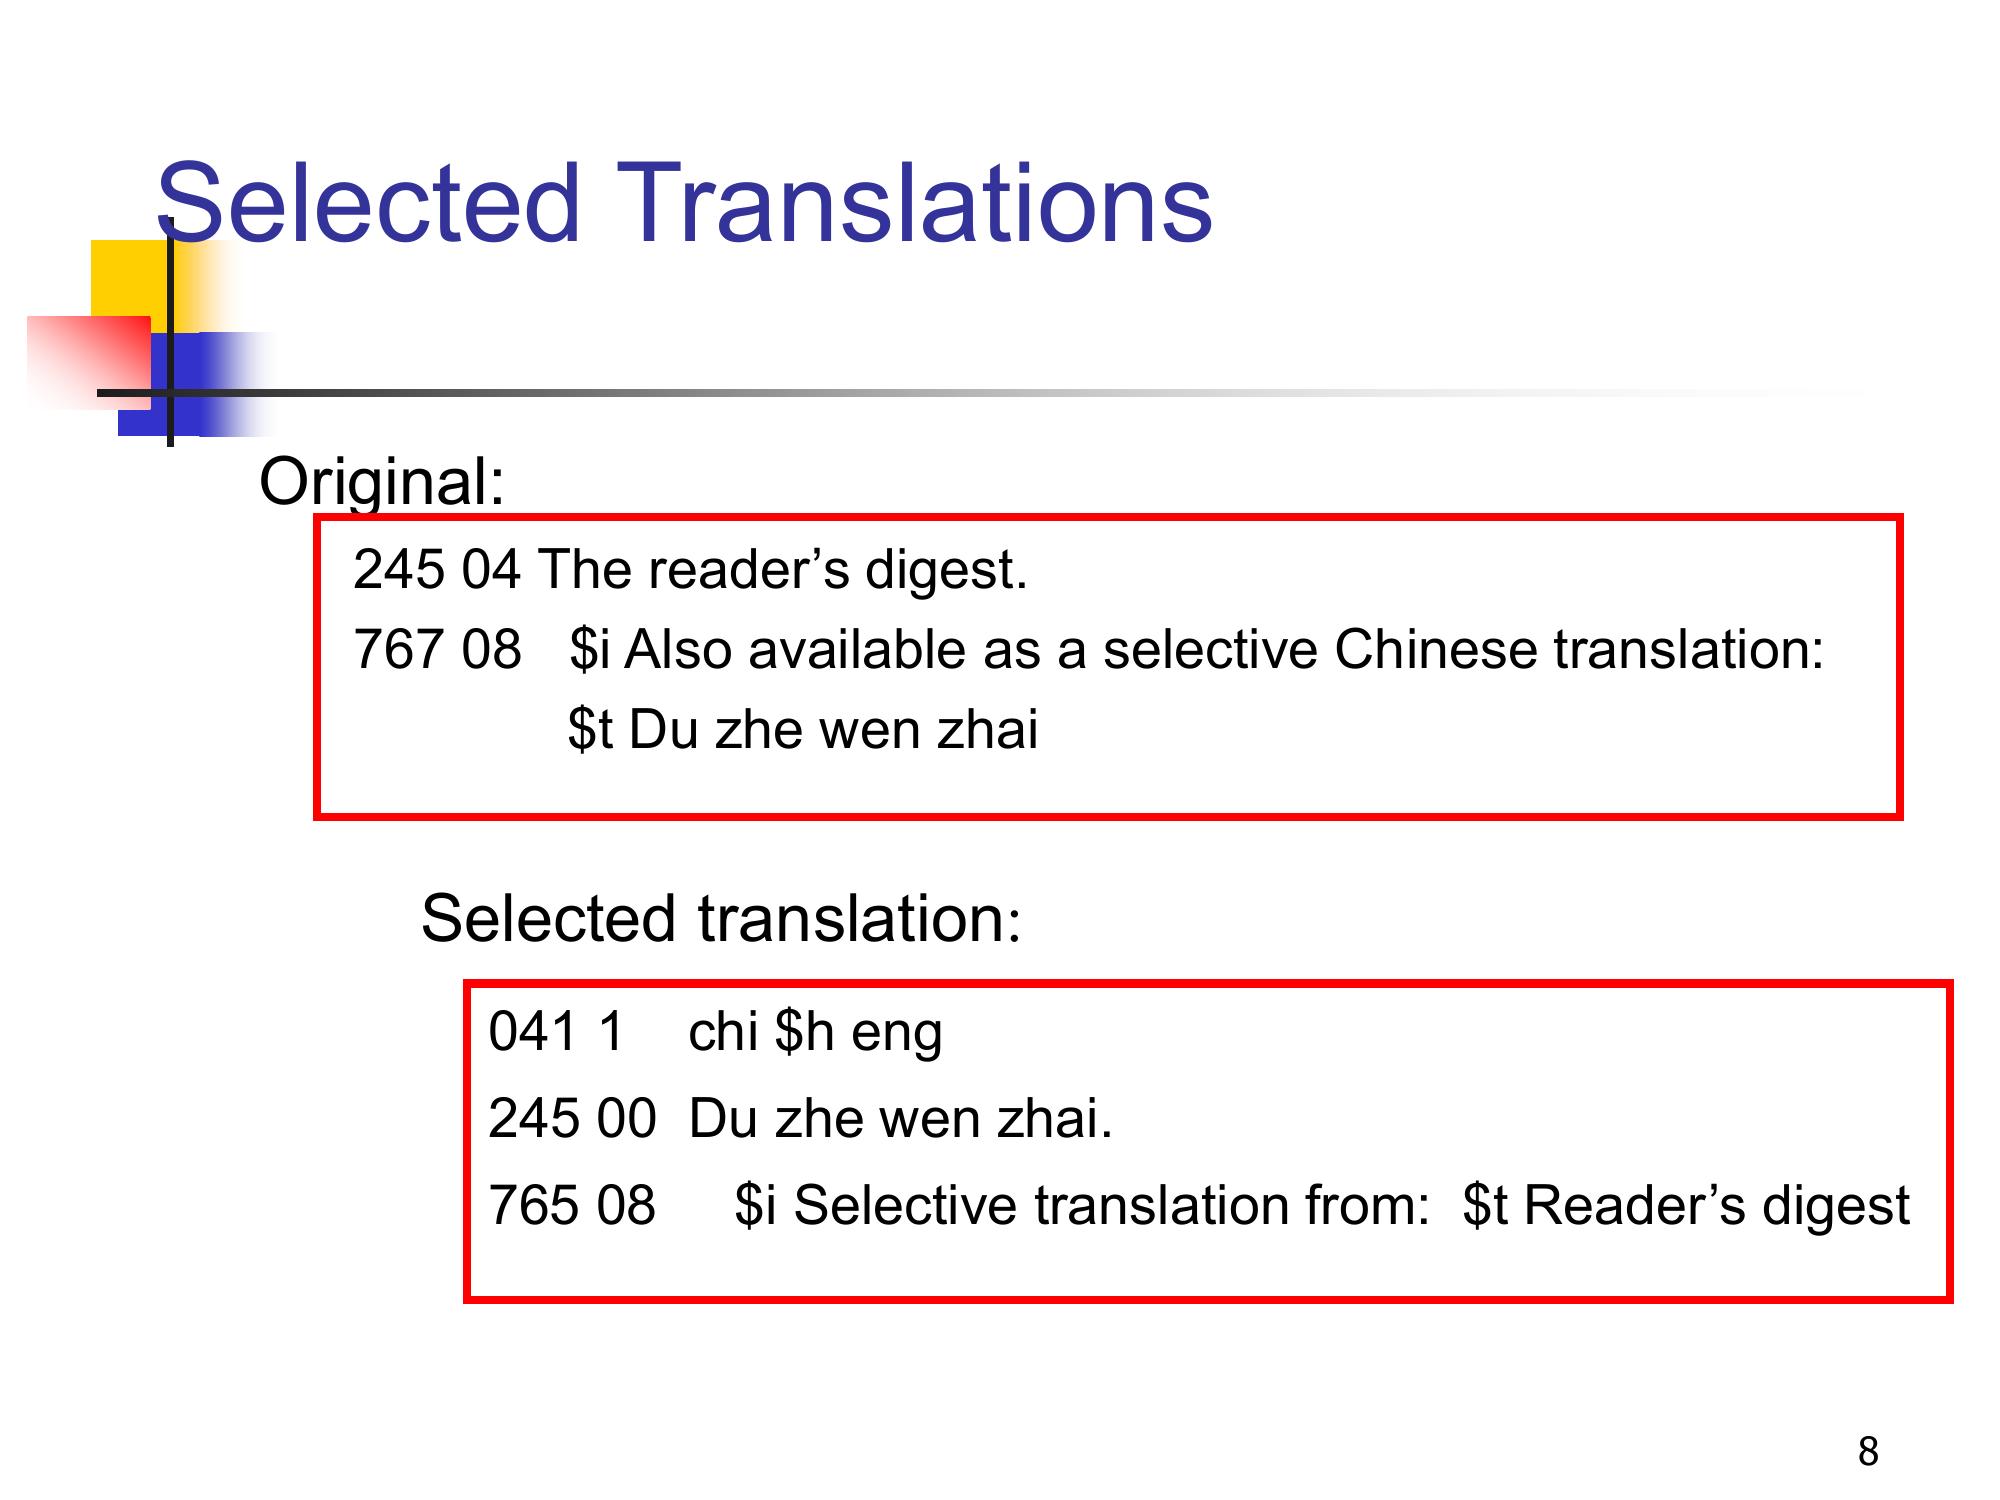 Selected Translations
Original:
245 04 The reader’s digest.
767 08 $i Also available as a selective Chinese translation:
$t Du zhe wen zhai
Selected translation:
041 1 chi $h eng
245 00 Du zhe wen zhai.
765 08 $i Selective translation from: $t Reader’s digest
8